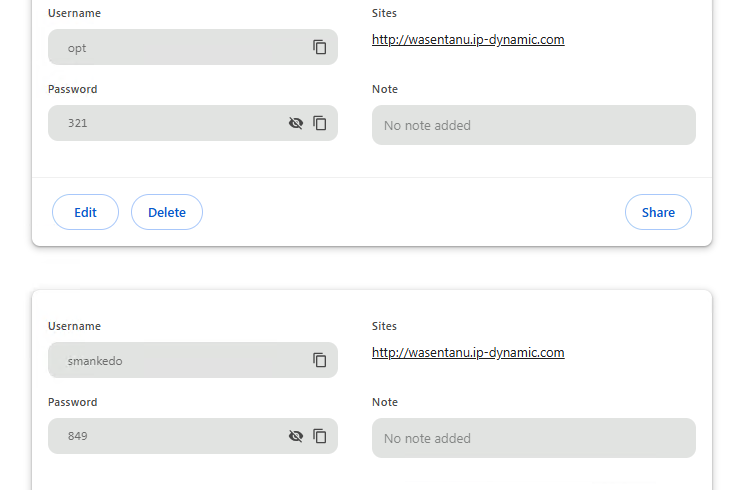 Username
Sites
opt
http://wasentanu.ip-dynamic.com
Password
Note
321
No note added
Edit
Delete
Share
Username
Sites
smankedo
http://wasentanu.ip-dynamic.com
Password
Note
849
No note added